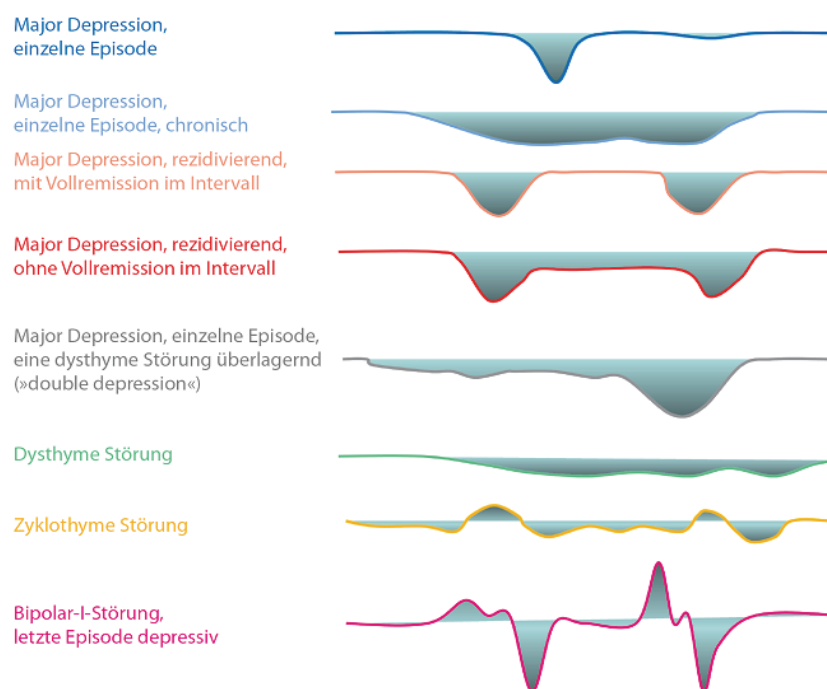 Major Depression,
einzelne Episode
Major Depression,
einzelne Episode, chronisch
Major Depression, rezidivierend,
mit Vollremission im Intervall
Major Depression, rezidivierend,
ohne Vollremission im Intervall
Major Depression, einzelne Episode,
eine dysthyme Störung überlagernd
(»double depression«)
Dysthyme Störung
Zyklothyme Störung
Bipolar-I-Störung,
letzte Episode depressiv